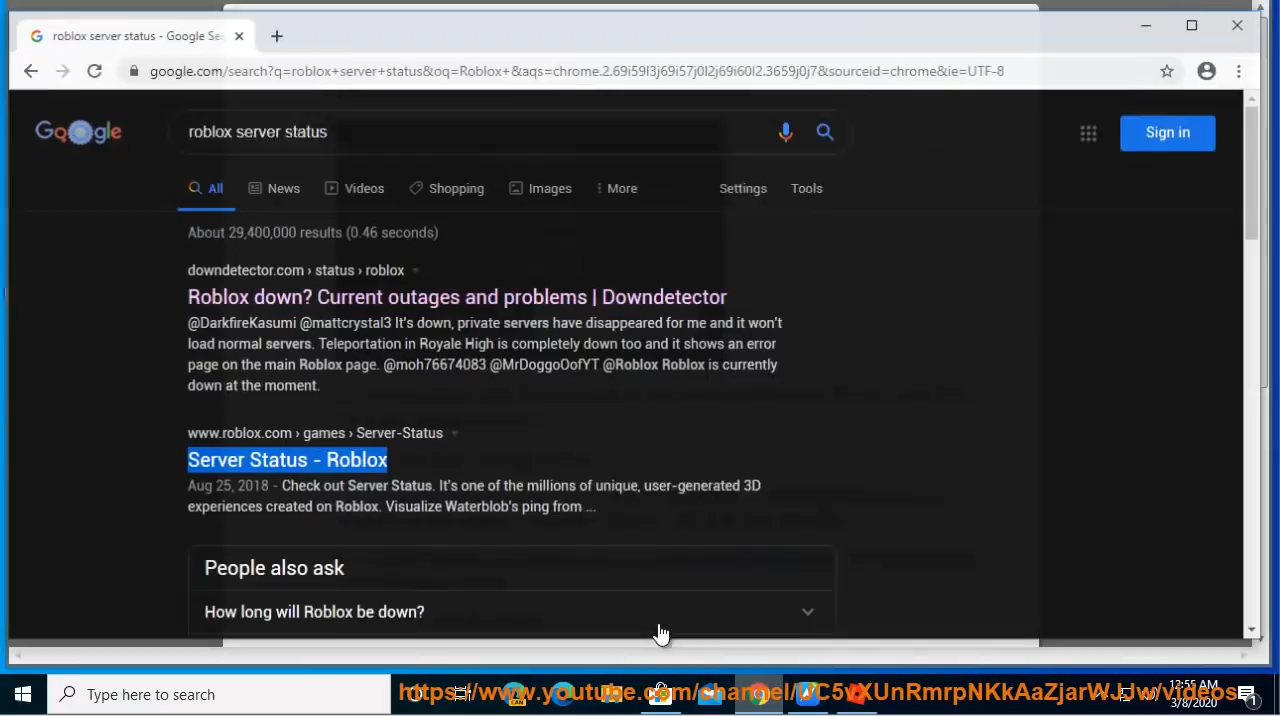 roblox server status - Google Se
google.com/search?q=roblox+server+status&oq=Roblox+&aqs=chrome.2.69i59l3j69i57j0l2j69i60l2.3659j0j7&sourceid=chrome&ie=UTF-8
Google
roblox server status
Sign in
All News Videos Shopping Images More Settings Tools
About 29,400,000 results (0.46 seconds)
downdetector.com › status › roblox
Roblox down? Current outages and problems | Downdetector
@DarkfireKasumi @mattcrystal3 It's down, private servers have disappeared for me and it won't
load normal servers. Teleportation in Royale High is completely down too and it shows an error
page on the main Roblox page. @moh76674083 @MrDoggoOofYT @Roblox Roblox is currently
down at the moment.
www.roblox.com › games › Server-Status
Server Status - Roblox
Aug 25, 2018 - Check out Server Status. It's one of the millions of unique, user-generated 3D
experiences created on Roblox. Visualize Waterblob's ping from ...
People also ask
How long will Roblox be down?
Type here to search
https://www.youtube.com/channel/UC5vXUnRmrpNKkAaZjarWJJw/videos
12:55 AM
3/8/2020
1